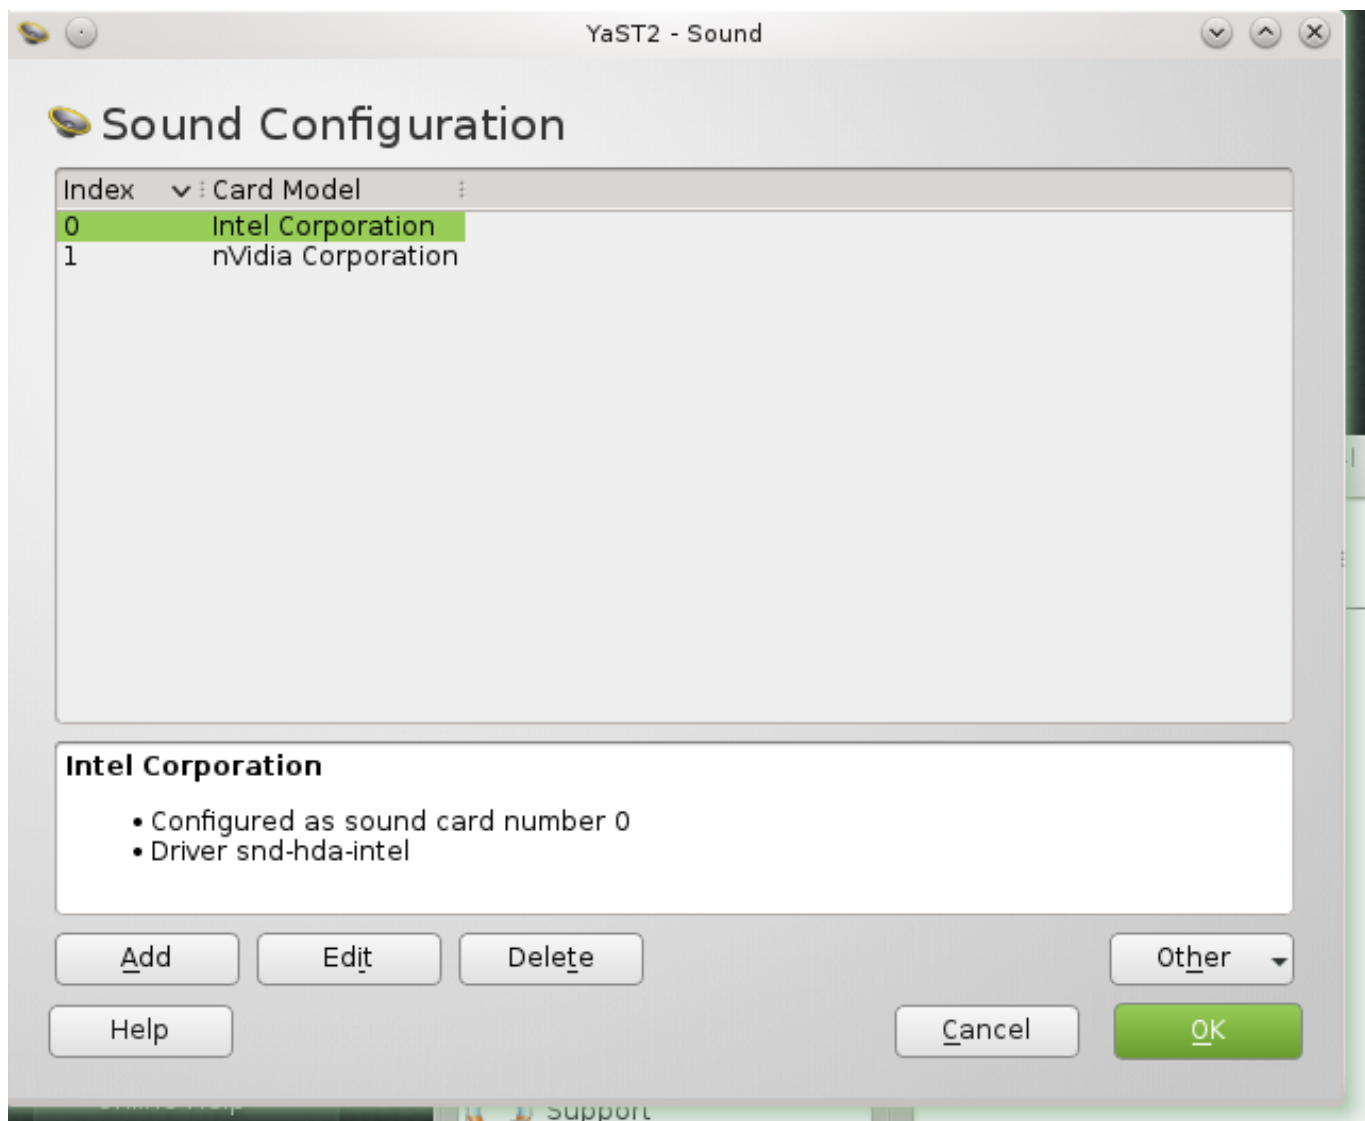 YaST2 - Sound
Sound Configuration
Index Card Model
0 Intel Corporation
1 nVidia Corporation
Intel Corporation
• Configured as sound card number 0
• Driver snd-hda-intel
Add Edit Delete Other
Help Cancel OK
Support